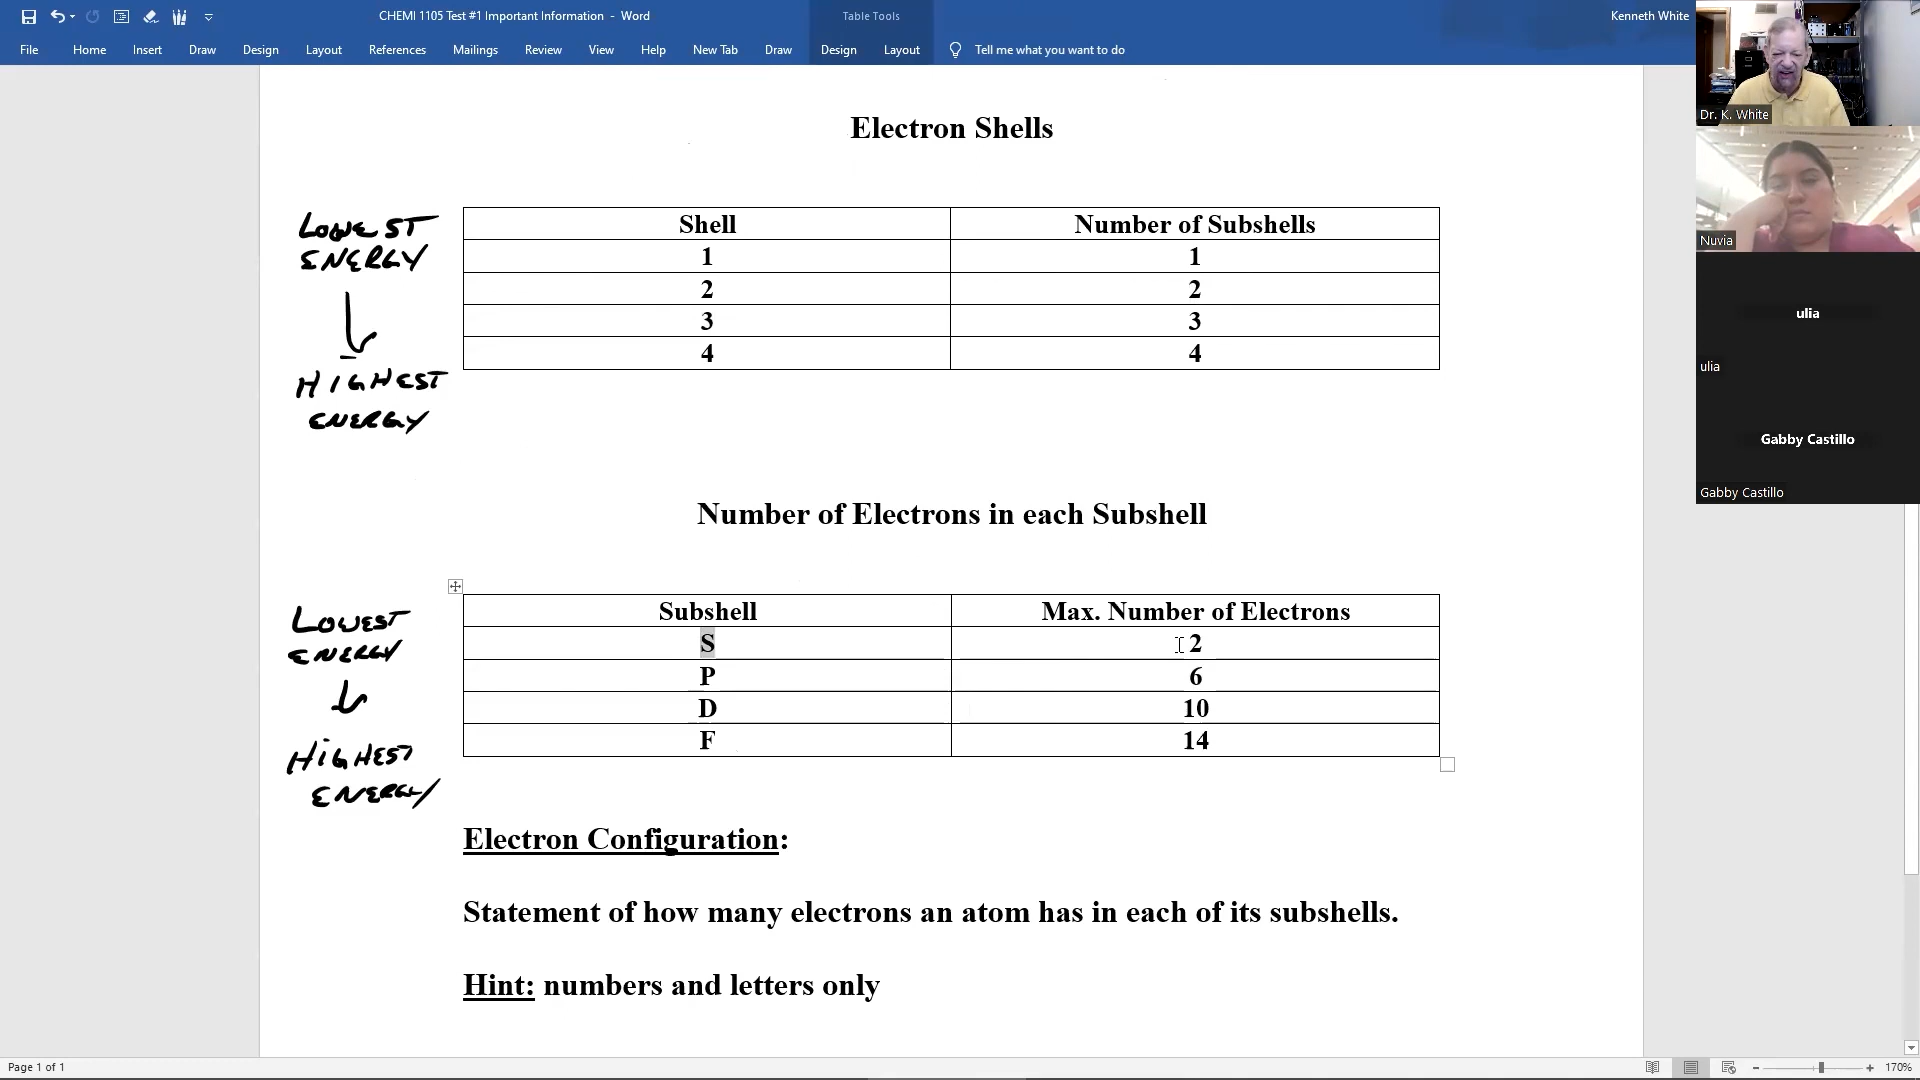 CHEMI 1105 Test #1 Important Information - Word
Table Tools
Kenneth White
File Home Insert Draw Design Layout References Mailings Review View Help New Tab Draw Design Layout Tell me what you want to do
Dr. K. White
Nuvia
ulia
ulia
Gabby Castillo
Gabby Castillo
Electron Shells
LOWEST
ENERGY
HIGHEST
ENERGY
Shell Number of Subshells
1 1
2 2
3 3
4 4
Number of Electrons in each Subshell
LOWEST
ENERGY
HIGHEST
ENERGY
Subshell Max. Number of Electrons
S 2
P 6
D 10
F 14
Electron Configuration:
Statement of how many electrons an atom has in each of its subshells.
Hint: numbers and letters only
Page 1 of 1
170%